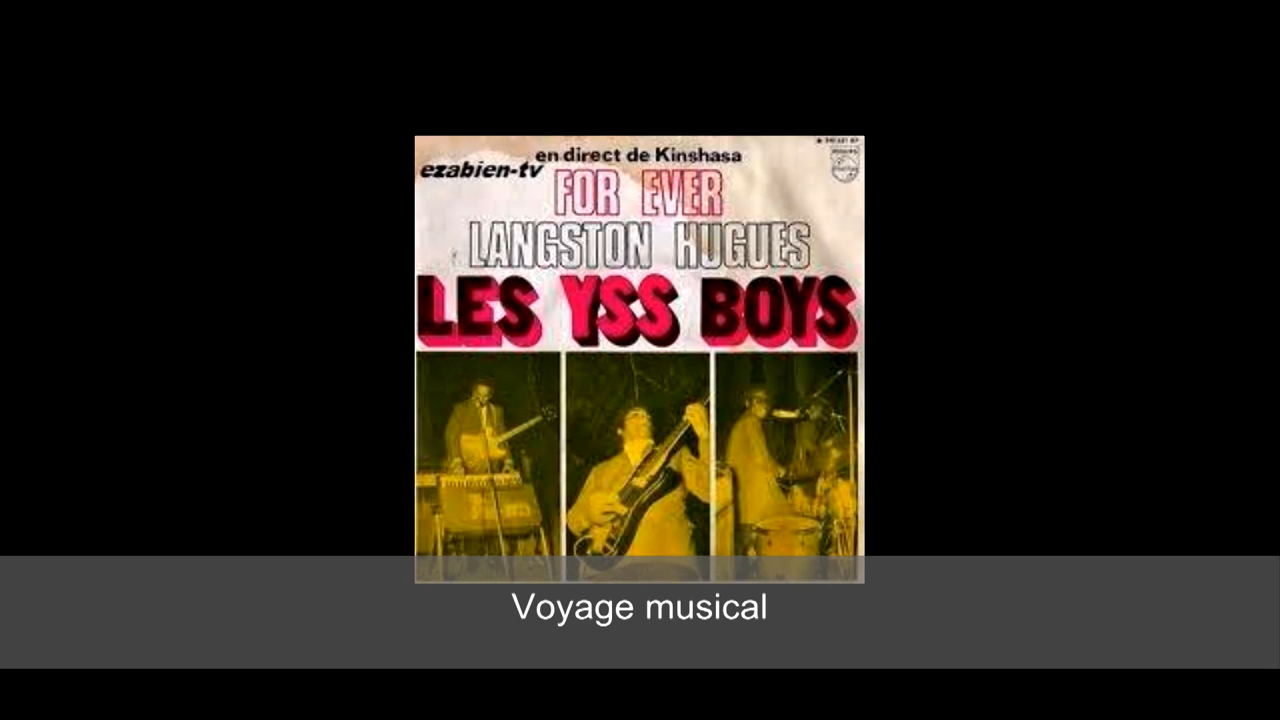 en direct de Kinshasa
ezabien-tv
FOR EVER
LANGSTON HUGUES
LES YSS BOYS
Voyage musical